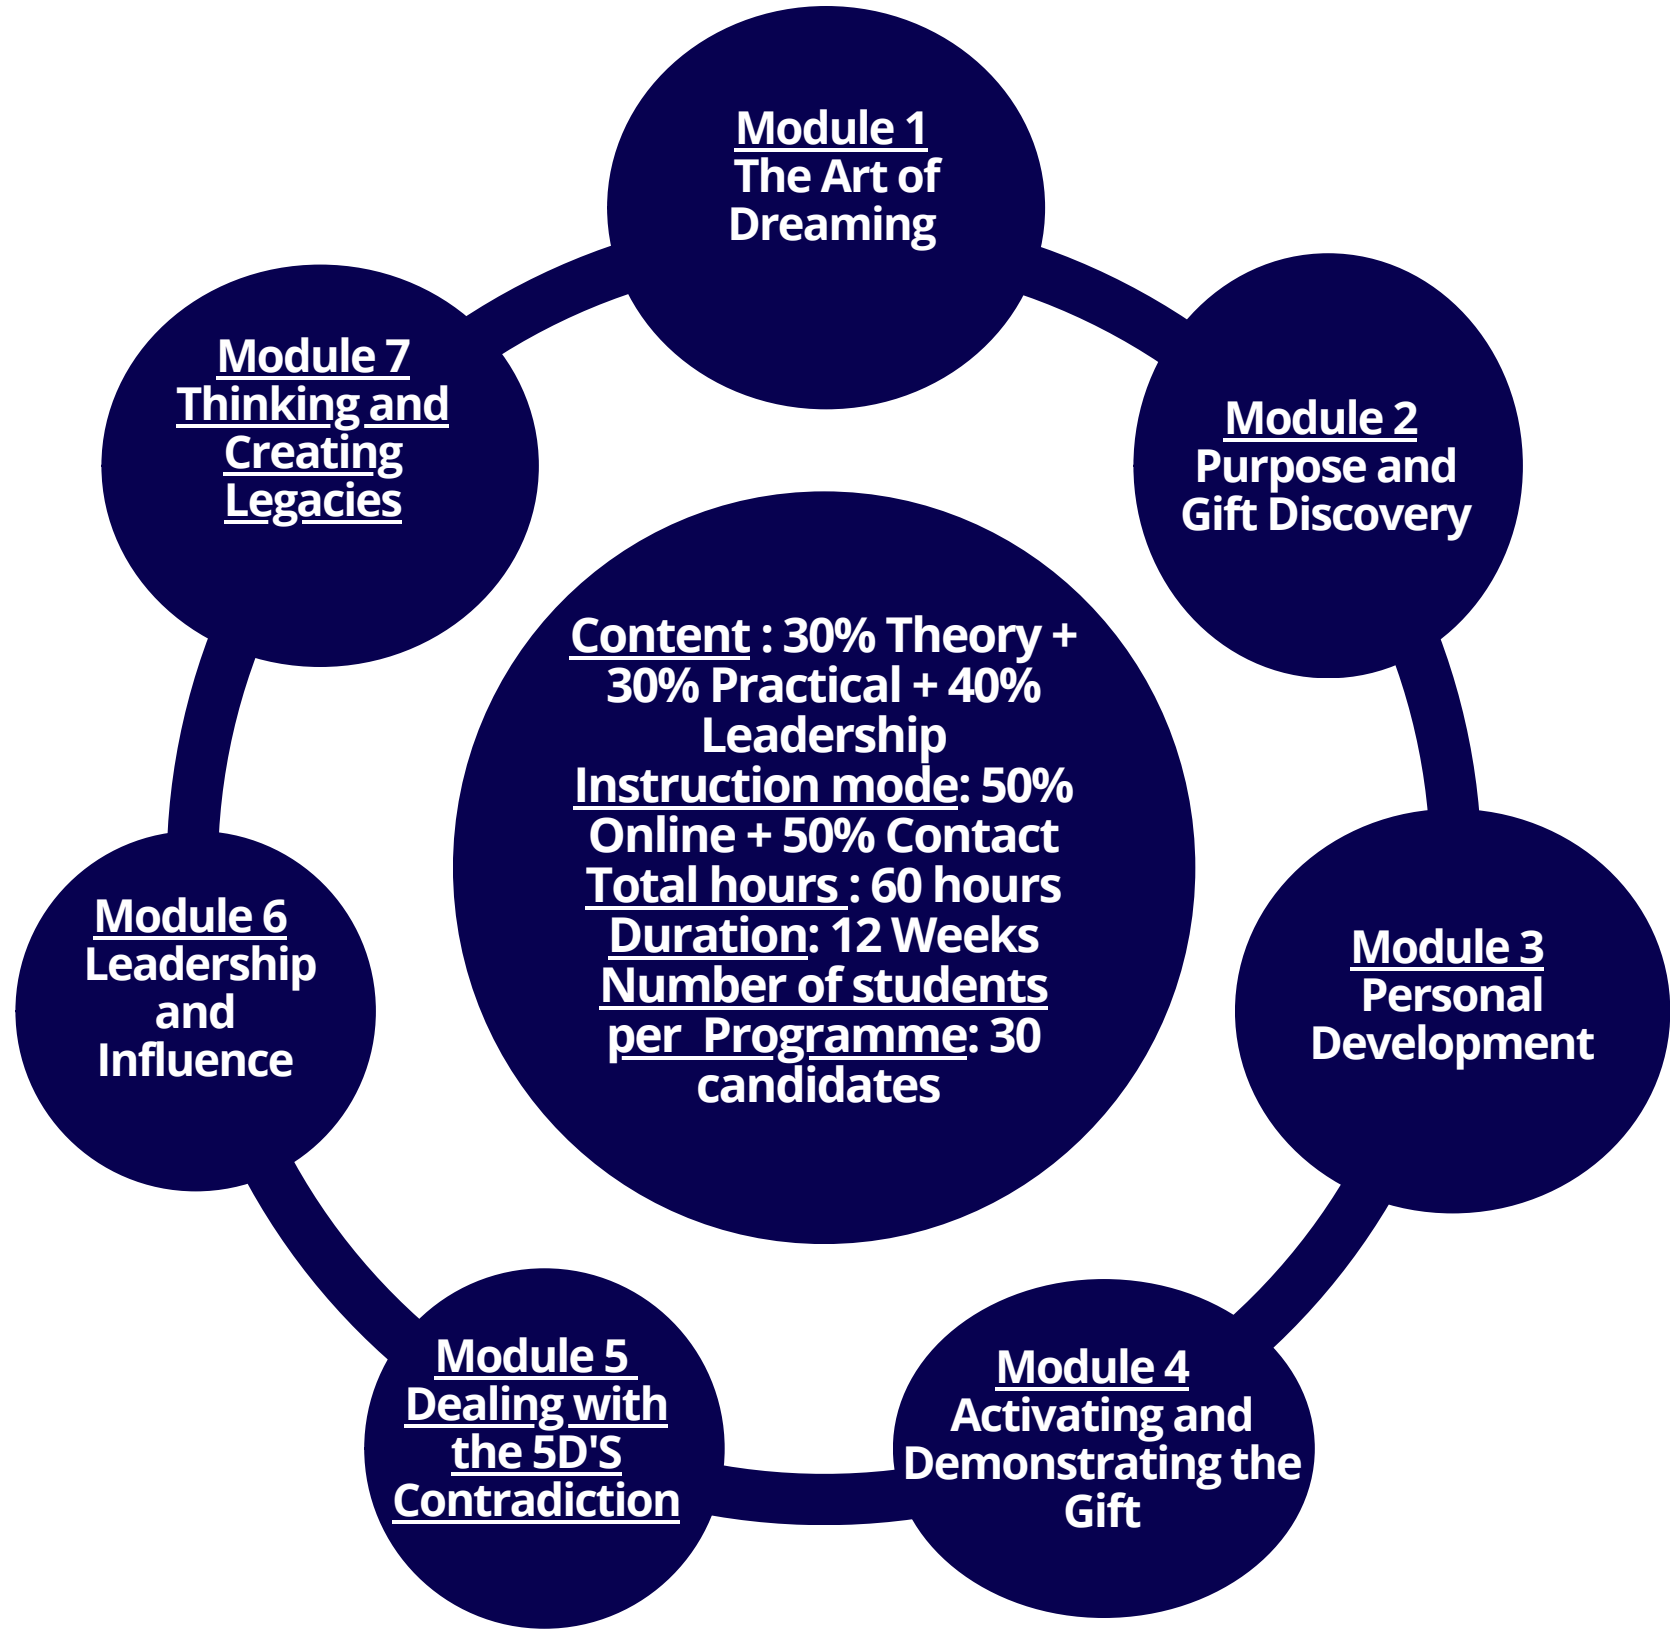 Module 1
The Art of
Dreaming
Module 2
Purpose and
Gift Discovery
Module 3
Personal
Development
Module 4
Activating and
Demonstrating the
Gift
Module 5
Dealing with
the 5D'S
Contradiction
Module 6
Leadership
and
Influence
Module 7
Thinking and
Creating
Legacies
Content : 30% Theory +
30% Practical + 40%
Leadership
Instruction mode: 50%
Online + 50% Contact
Total hours : 60 hours
Duration: 12 Weeks
Number of students
per  Programme: 30
candidates